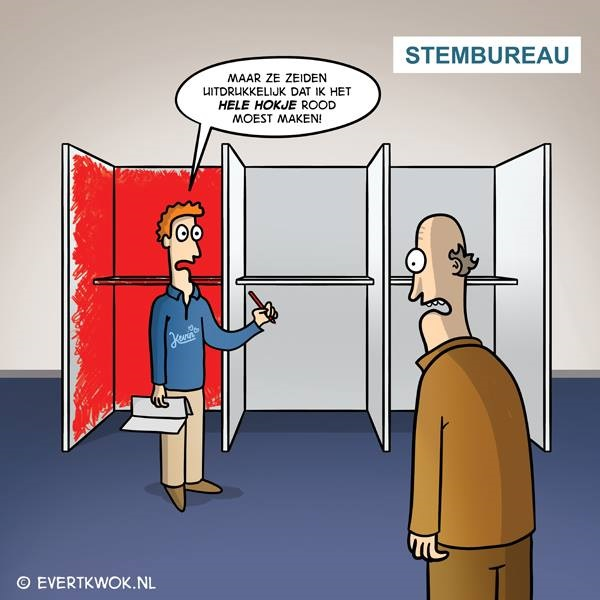 STEMBUREAU
MAAR ZE ZEIDEN
UITDRUKKELIJK DAT IK HET
HELE HOKJE ROOD
MOEST MAKEN!
Kevin
© EVERTKWOK.NL